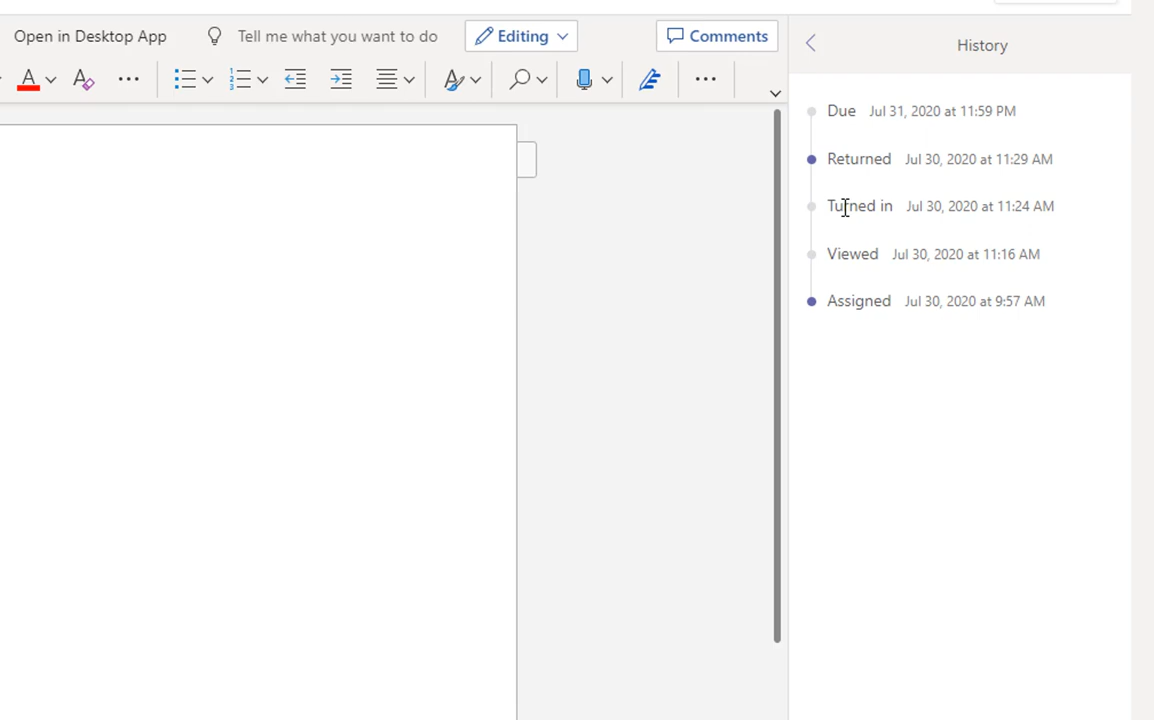 Open in Desktop App Tell me what you want to do Editing Comments
History
Due Jul 31, 2020 at 11:59 PM
Returned Jul 30, 2020 at 11:29 AM
Turned in Jul 30, 2020 at 11:24 AM
Viewed Jul 30, 2020 at 11:16 AM
Assigned Jul 30, 2020 at 9:57 AM